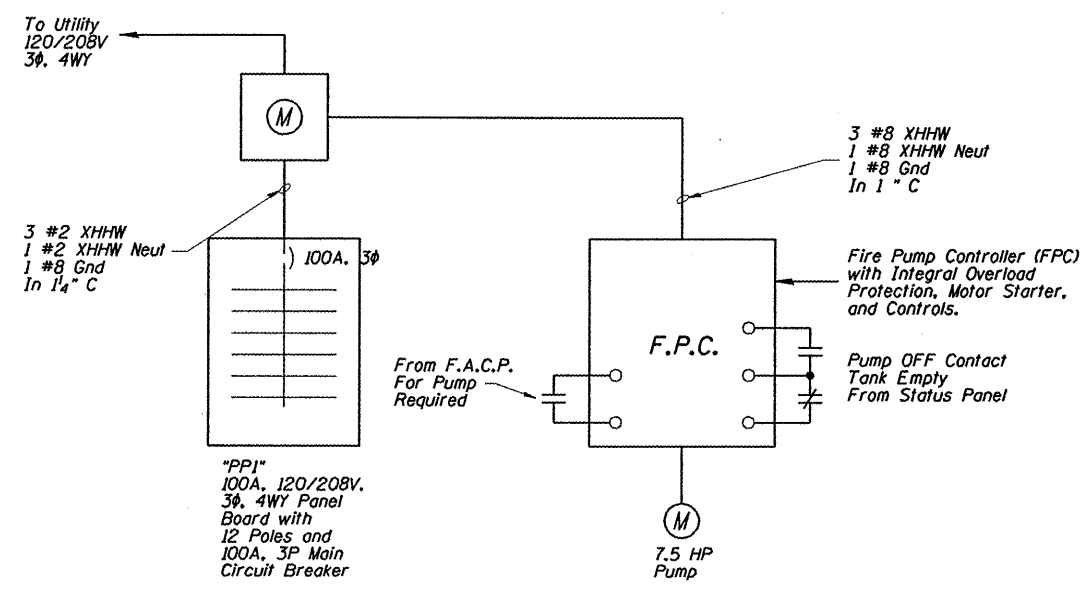 To Utility
120/208V
3ϕ, 4WY
M
3 #8 XHHW
1 #8 XHHW Neut
1 #8 Gnd
In 1 " C
3 #2 XHHW
1 #2 XHHW Neut
1 #8 Gnd
In 1¼" C
100A, 3ϕ
Fire Pump Controller (FPC)
with Integral Overload
Protection, Motor Starter,
and Controls.
F.P.C.
From F.A.C.P.
For Pump
Required
Pump OFF Contact
Tank Empty
From Status Panel
"PP1"
100A, 120/208V,
3ϕ, 4WY Panel
Board with
12 Poles and
100A, 3P Main
Circuit Breaker
M
7.5 HP
Pump